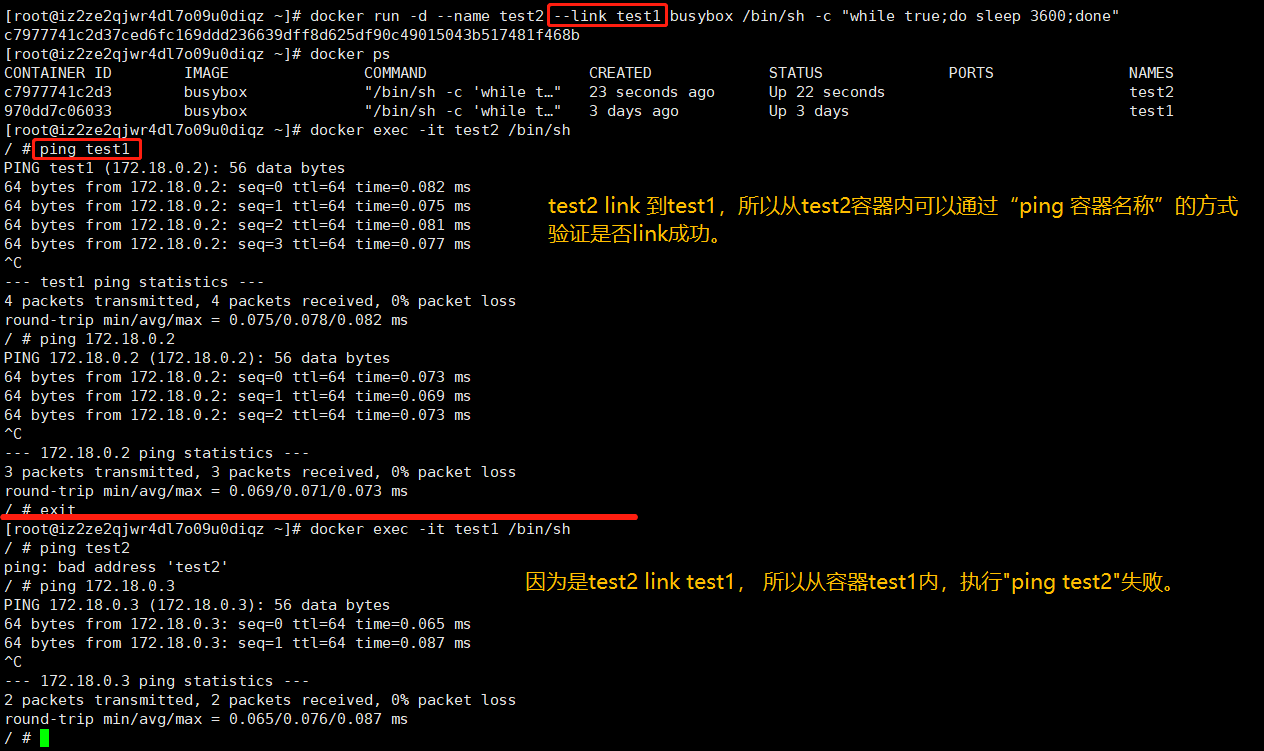 [root@iz2ze2qjwr4dl7o09u0diqz ~]# docker run -d --name test2 --link test1 busybox /bin/sh -c "while true;do sleep 3600;done"
c7977741c2d37ced6fc169ddd236639dff8d625df90c49015043b517481f468b
[root@iz2ze2qjwr4dl7o09u0diqz ~]# docker ps
CONTAINER ID        IMAGE               COMMAND                  CREATED             STATUS              PORTS               NAMES
c7977741c2d3        busybox             "/bin/sh -c 'while t…"   23 seconds ago      Up 22 seconds                           test2
970dd7c06033        busybox             "/bin/sh -c 'while t…"   3 days ago          Up 3 days                               test1
[root@iz2ze2qjwr4dl7o09u0diqz ~]# docker exec -it test2 /bin/sh
/ # ping test1
PING test1 (172.18.0.2): 56 data bytes
64 bytes from 172.18.0.2: seq=0 ttl=64 time=0.082 ms
64 bytes from 172.18.0.2: seq=1 ttl=64 time=0.075 ms
64 bytes from 172.18.0.2: seq=2 ttl=64 time=0.081 ms
64 bytes from 172.18.0.2: seq=3 ttl=64 time=0.077 ms
^C
--- test1 ping statistics ---
4 packets transmitted, 4 packets received, 0% packet loss
round-trip min/avg/max = 0.075/0.078/0.082 ms
/ # ping 172.18.0.2
PING 172.18.0.2 (172.18.0.2): 56 data bytes
64 bytes from 172.18.0.2: seq=0 ttl=64 time=0.073 ms
64 bytes from 172.18.0.2: seq=1 ttl=64 time=0.069 ms
64 bytes from 172.18.0.2: seq=2 ttl=64 time=0.073 ms
^C
--- 172.18.0.2 ping statistics ---
3 packets transmitted, 3 packets received, 0% packet loss
round-trip min/avg/max = 0.069/0.071/0.073 ms
/ # exit
test2 link 到test1，所以从test2容器内可以通过“ping 容器名称”的方式
验证是否link成功。
[root@iz2ze2qjwr4dl7o09u0diqz ~]# docker exec -it test1 /bin/sh
/ # ping test2
ping: bad address 'test2'
/ # ping 172.18.0.3
PING 172.18.0.3 (172.18.0.3): 56 data bytes
64 bytes from 172.18.0.3: seq=0 ttl=64 time=0.065 ms
64 bytes from 172.18.0.3: seq=1 ttl=64 time=0.087 ms
^C
--- 172.18.0.3 ping statistics ---
2 packets transmitted, 2 packets received, 0% packet loss
round-trip min/avg/max = 0.065/0.076/0.087 ms
/ #
因为是test2 link test1， 所以从容器test1内，执行"ping test2"失败。